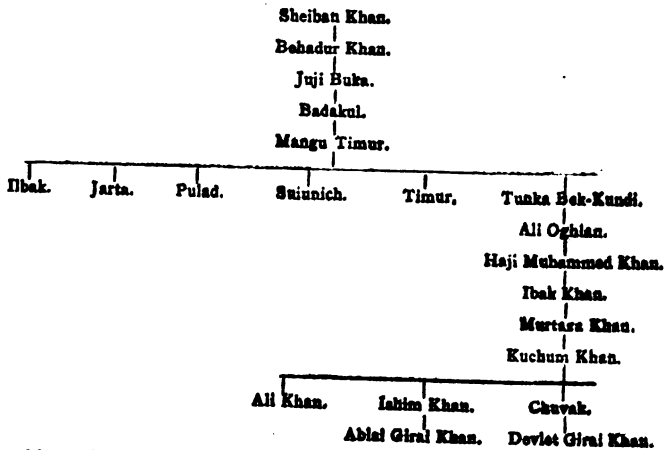 Sheiban Khan.
Behadur Khan.
Juji Buka.
Badakul.
Mangu Timur.
Ilbak. Jarta. Pulad. Suiunich. Timur. Tunka Bek-Kundi.
Ali Oghlan.
Haji Muhammed Khan.
Ibak Khan.
Murtaza Khan.
Kuchum Khan.
Ali Khan. Ishim Khan. Chuvak.
Ablai Girai Khan. Devlet Girai Khan.